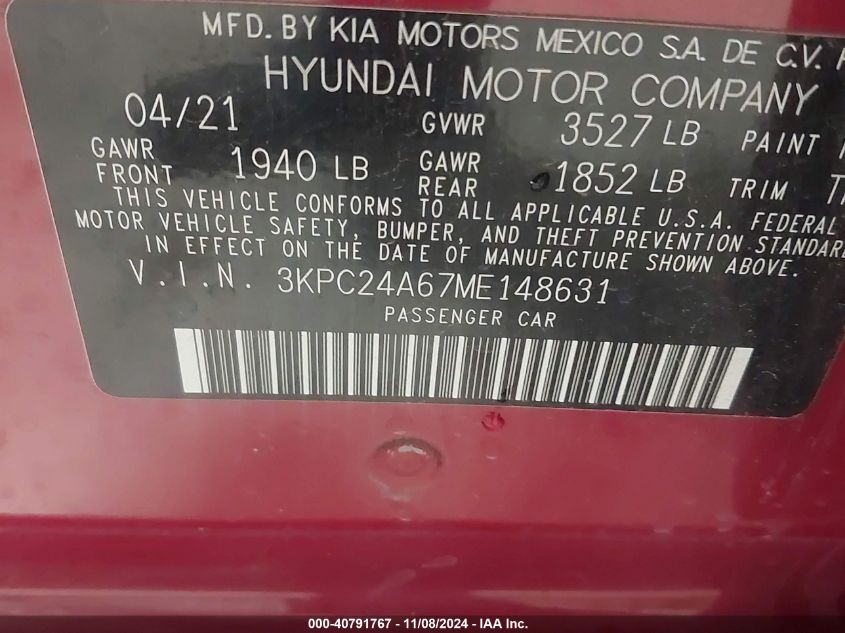 MFD. BY KIA MOTORS MEXICO S.A. DE C.V.
HYUNDAI MOTOR COMPANY
04/21 GVWR 3527 LB PAINT
GAWR FRONT 1940 LB GAWR REAR 1852 LB TRIM
THIS VEHICLE CONFORMS TO ALL APPLICABLE U.S.A. FEDERAL
MOTOR VEHICLE SAFETY, BUMPER, AND THEFT PREVENTION STANDARD
IN EFFECT ON THE DATE OF MANUFACTURE SHOWN ABOVE.
V.I.N. 3KPC24A67ME148631
PASSENGER CAR
000-40791767 - 11/08/2024 - IAA Inc.